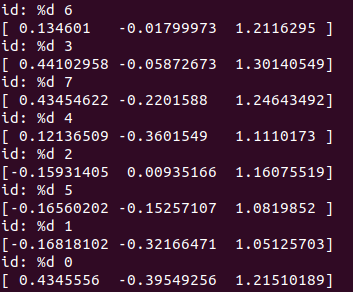 id: %d 6
[ 0.134601   -0.01799973  1.2116295 ]
id: %d 3
[ 0.44102958 -0.05872673  1.30140549]
id: %d 7
[ 0.43454622 -0.2201588   1.24643492]
id: %d 4
[ 0.12136509 -0.3601549   1.1110173 ]
id: %d 2
[-0.15931405  0.00935166  1.16075519]
id: %d 5
[-0.16560202 -0.15257107  1.0819852 ]
id: %d 1
[-0.16818102 -0.32166471  1.05125703]
id: %d 0
[ 0.4345556  -0.39549256  1.21510189]